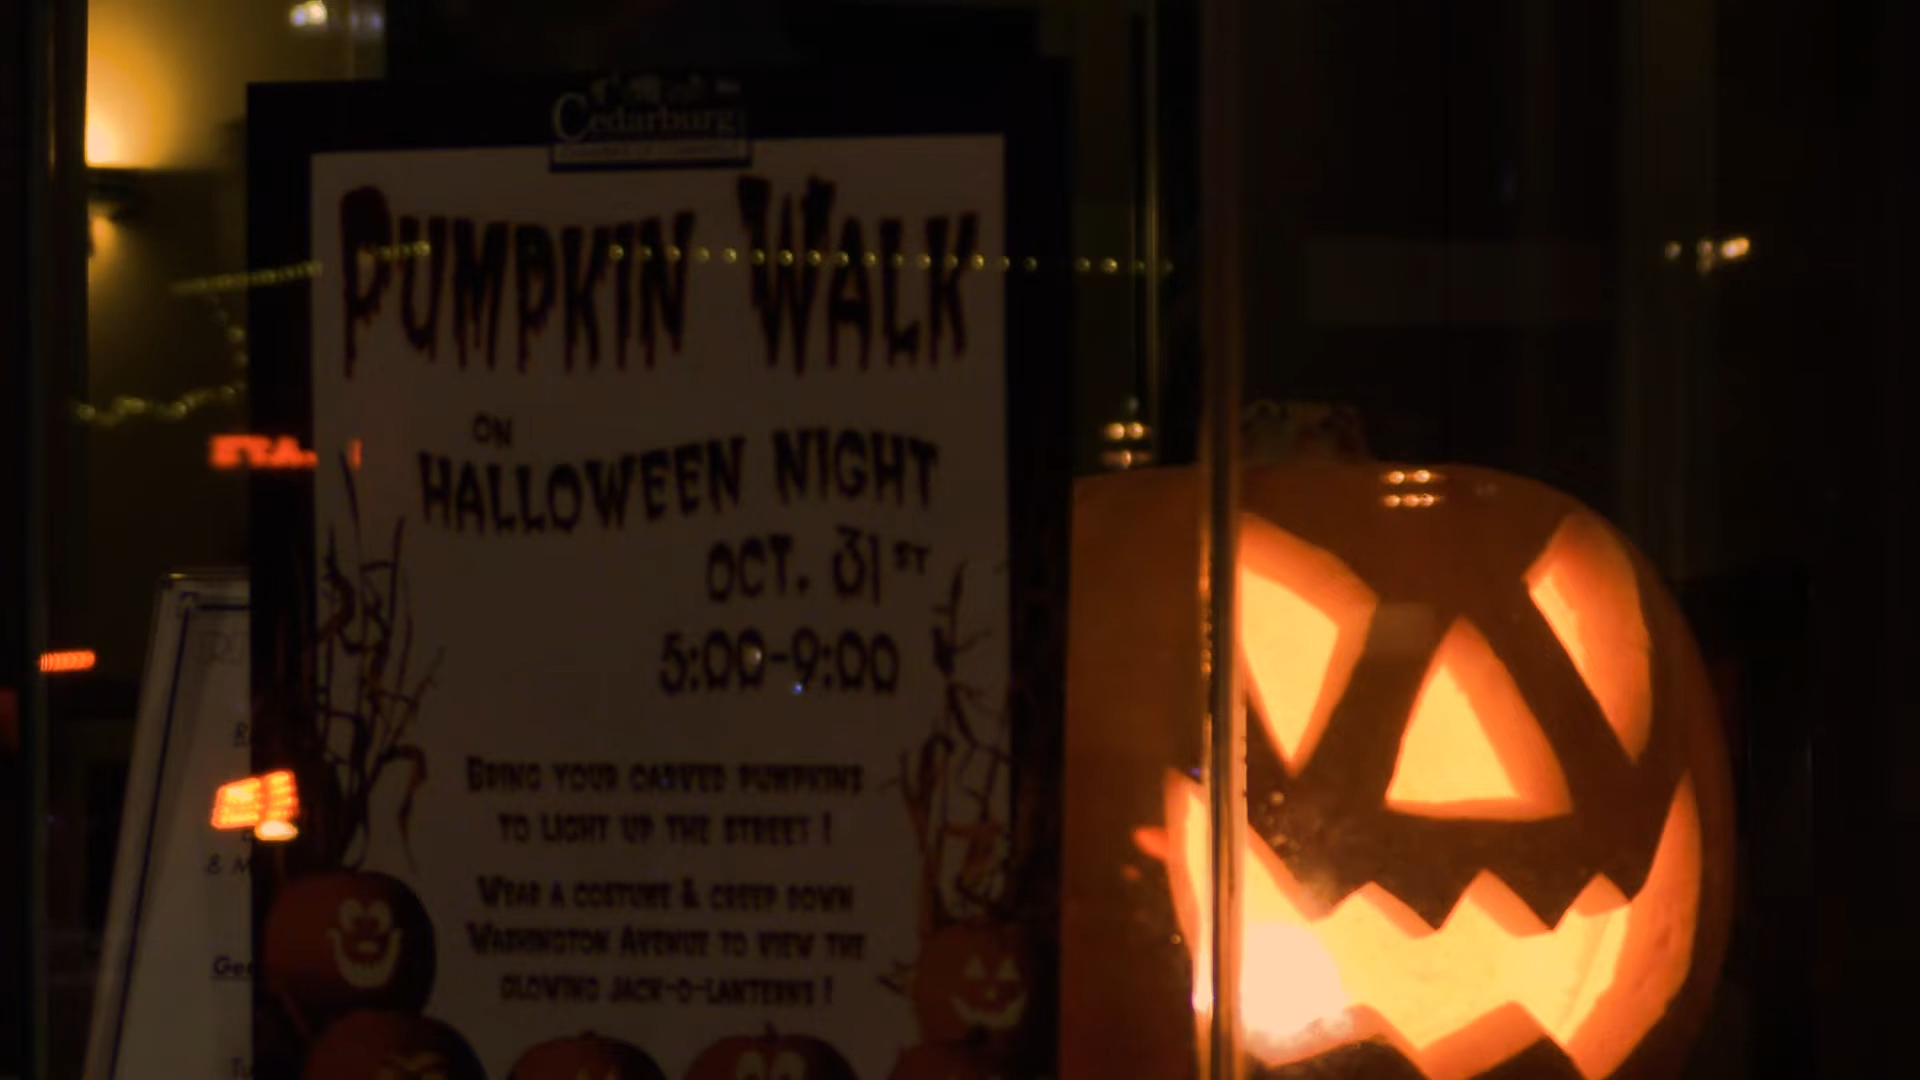 Cedarburg
PUMPKIN WALK
ON
HALLOWEEN NIGHT
OCT. 31ST
5:00-9:00
BRING YOUR CARVED PUMPKINS
TO LIGHT UP THE STREET !
WEAR A COSTUME & CREEP DOWN
WASHINGTON AVENUE TO VIEW THE
GLOWING JACK-O-LANTERNS !